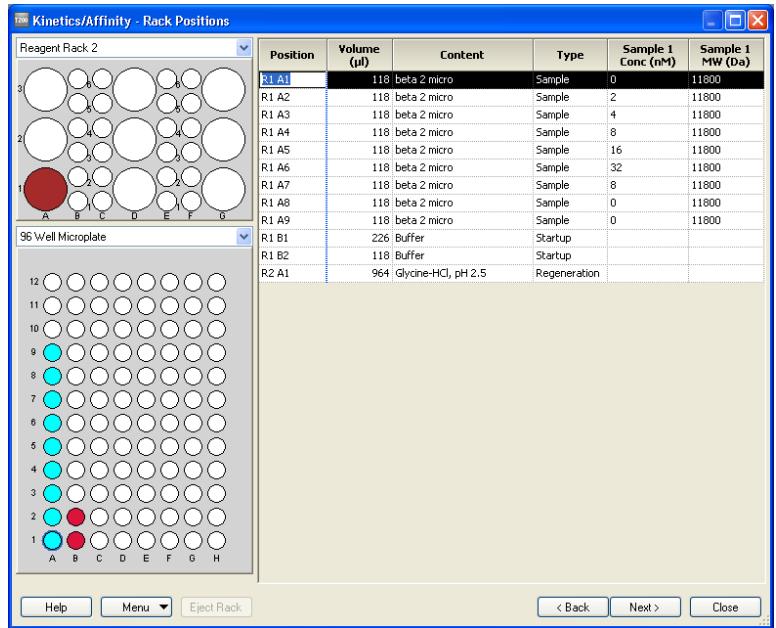 T200 Kinetics/Affinity - Rack Positions
Reagent Rack 2
3 6 6
5 5
2 4 4
3 3
1 2 2
1 1
A B C D E F G
96 Well Microplate
12
11
10
9
8
7
6
5
4
3
2
1
A B C D E F G H
Position Volume (µl) Content Type Sample 1 Conc (nM) Sample 1 MW (Da)
R1 A1 118 beta 2 micro Sample 0 11800
R1 A2 118 beta 2 micro Sample 2 11800
R1 A3 118 beta 2 micro Sample 4 11800
R1 A4 118 beta 2 micro Sample 8 11800
R1 A5 118 beta 2 micro Sample 16 11800
R1 A6 118 beta 2 micro Sample 32 11800
R1 A7 118 beta 2 micro Sample 8 11800
R1 A8 118 beta 2 micro Sample 0 11800
R1 A9 118 beta 2 micro Sample 0 11800
R1 B1 226 Buffer Startup
R1 B2 118 Buffer Startup
R2 A1 964 Glycine-HCl, pH 2.5 Regeneration
Help Menu Eject Rack < Back Next > Close